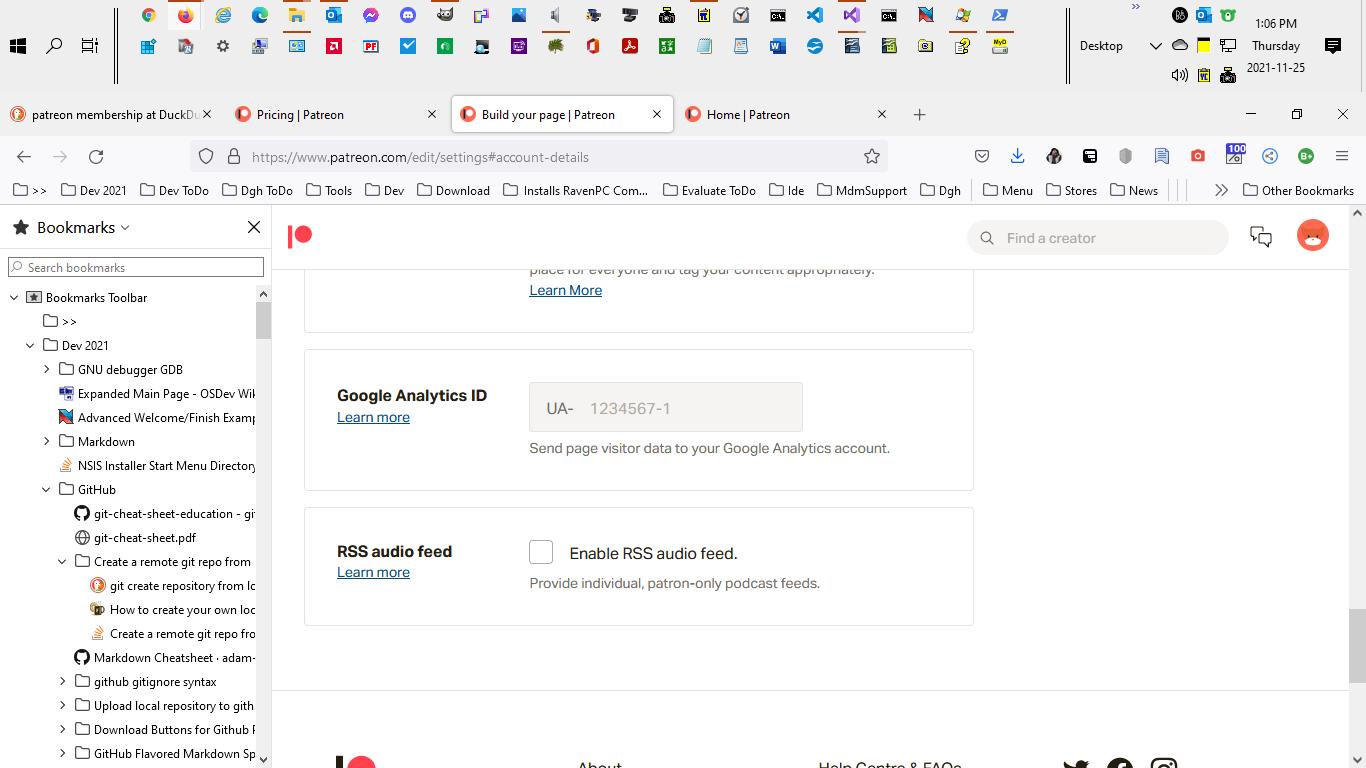 1:06 PM
Desktop
Thursday
2021-11-25
patreon membership at DuckDu
Pricing | Patreon
Build your page | Patreon
Home | Patreon
https://www.patreon.com/edit/settings#account-details
100
B+
>>
Dev 2021
Dev ToDo
Dgh ToDo
Tools
Dev
Download
Installs RavenPC Com...
Evaluate ToDo
Ide
MdmSupport
Dgh
Menu
Stores
News
Other Bookmarks
Bookmarks
Find a creator
Search bookmarks
Bookmarks Toolbar
>>
Dev 2021
GNU debugger GDB
Expanded Main Page - OSDev Wik
Advanced Welcome/Finish Examp
Markdown
NSIS Installer Start Menu Directory
GitHub
git-cheat-sheet-education - gi
git-cheat-sheet.pdf
Create a remote git repo from
git create repository from lo
How to create your own loc
Create a remote git repo fro
Markdown Cheatsheet · adam-
github gitignore syntax
Upload local repository to gith
Download Buttons for Github P
GitHub Flavored Markdown Sp
place for everyone and tag your content appropriately.
Learn More
Google Analytics ID
Learn more
UA- 1234567-1
Send page visitor data to your Google Analytics account.
RSS audio feed
Learn more
Enable RSS audio feed.
Provide individual, patron-only podcast feeds.
About
Help Centre & FAQs